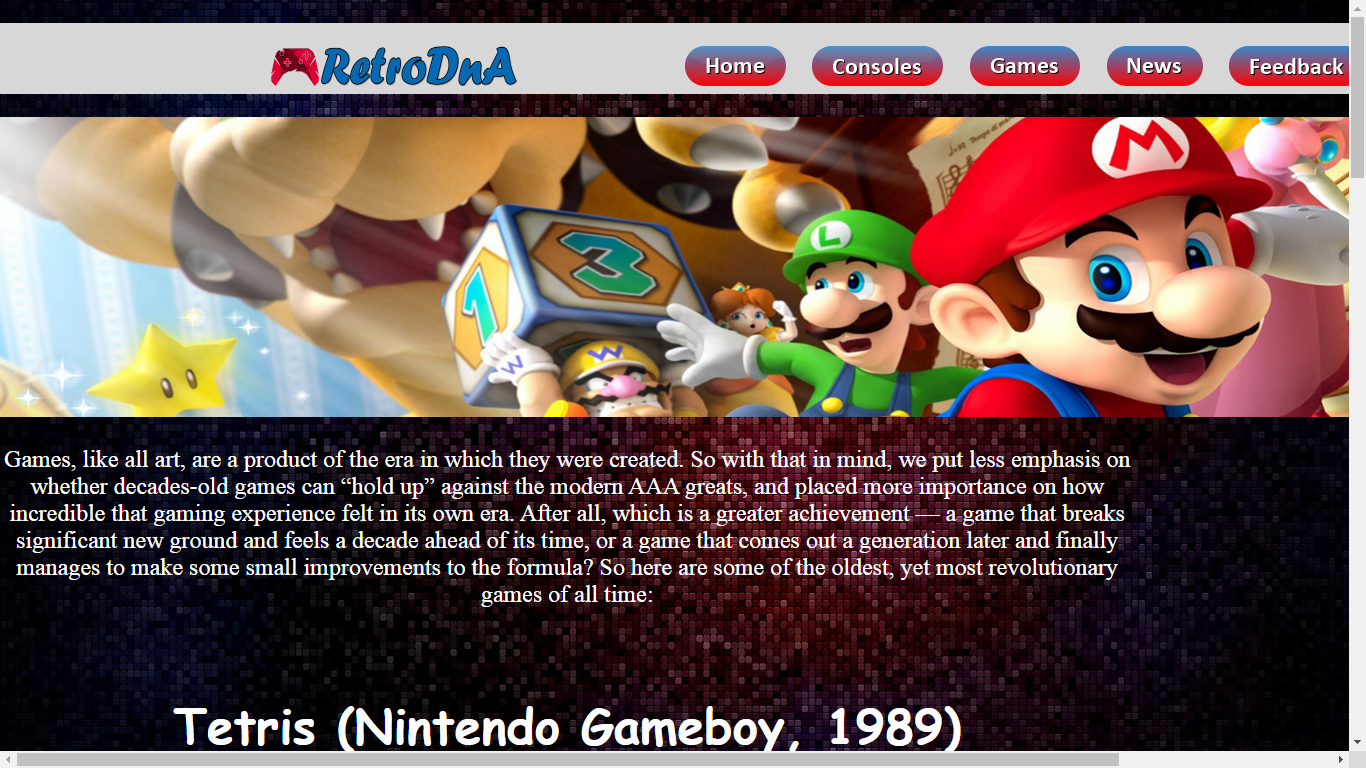 RetroDnA
Home
Consoles
Games
News
Feedback
M
L
1
3
W
W
Games, like all art, are a product of the era in which they were created. So with that in mind, we put less emphasis on
whether decades-old games can “hold up” against the modern AAA greats, and placed more importance on how
incredible that gaming experience felt in its own era. After all, which is a greater achievement — a game that breaks
significant new ground and feels a decade ahead of its time, or a game that comes out a generation later and finally
manages to make some small improvements to the formula? So here are some of the oldest, yet most revolutionary
games of all time:
Tetris (Nintendo Gameboy, 1989)